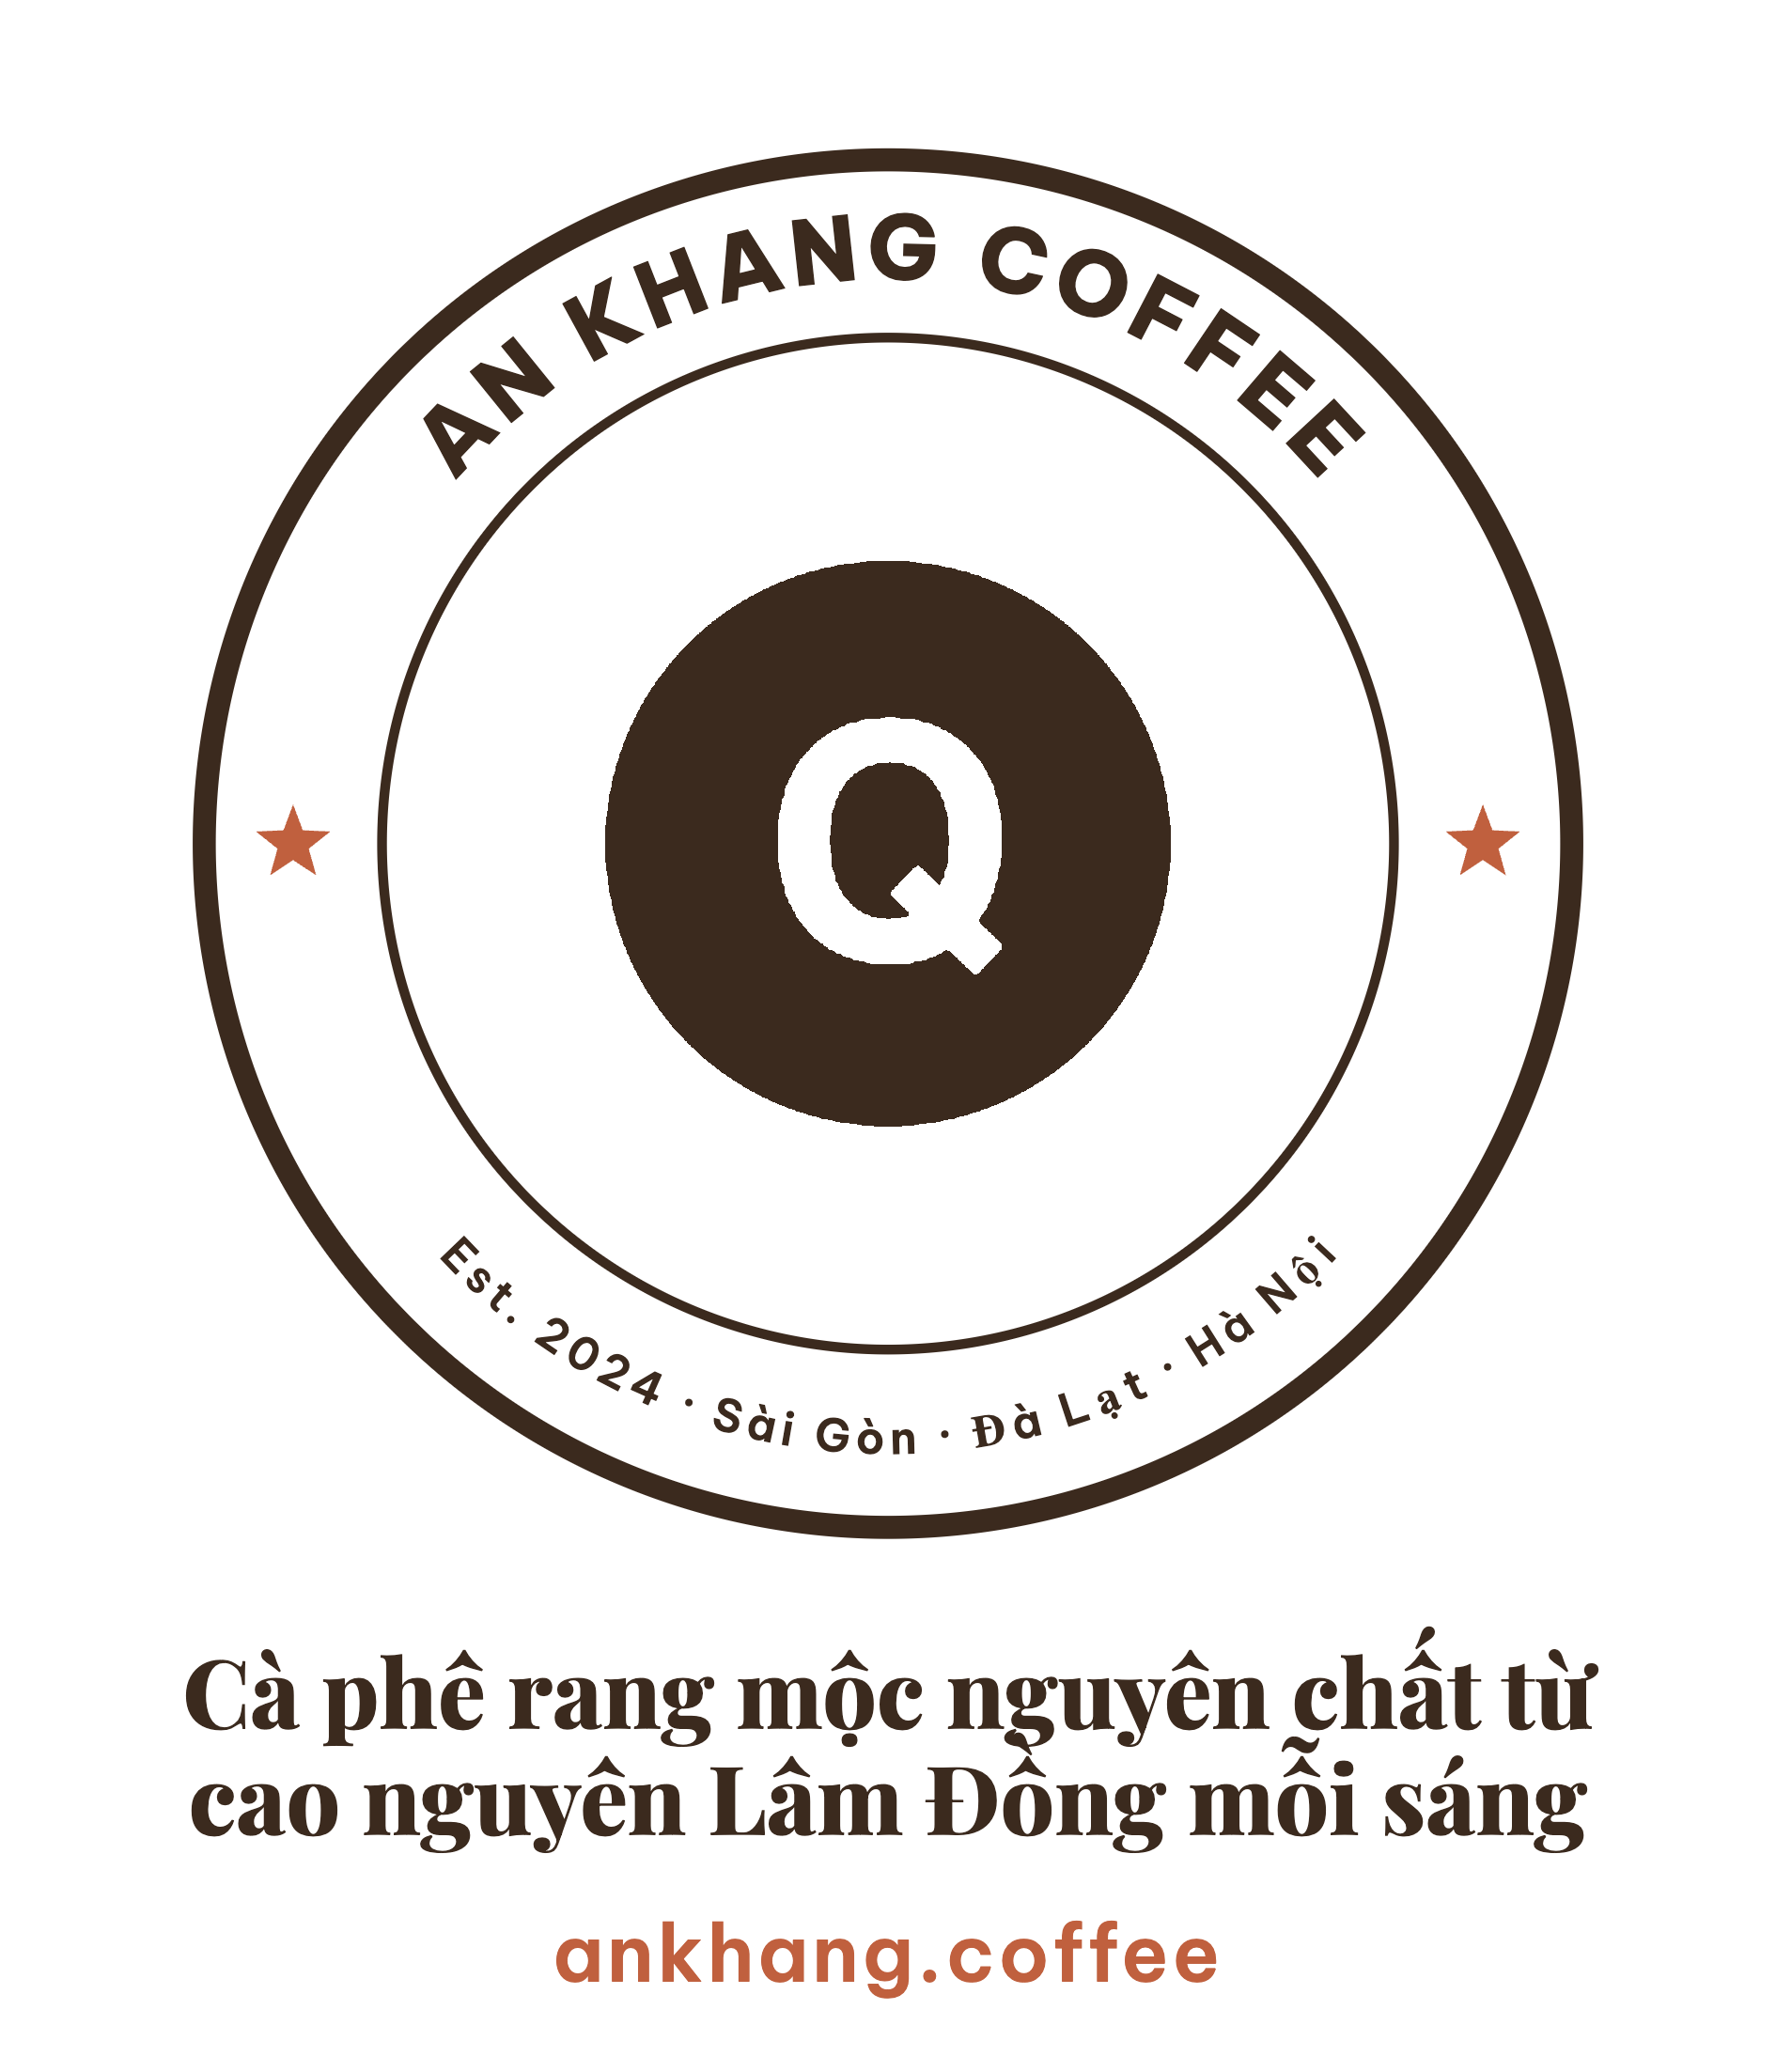 AN KHANG COFFEE
Q
Est. 2024 · Sài Gòn · Đà Lạt · Hà Nội
Cà phê rang mộc nguyên chất từ
cao nguyên Lâm Đồng mỗi sáng
ankhang.coffee